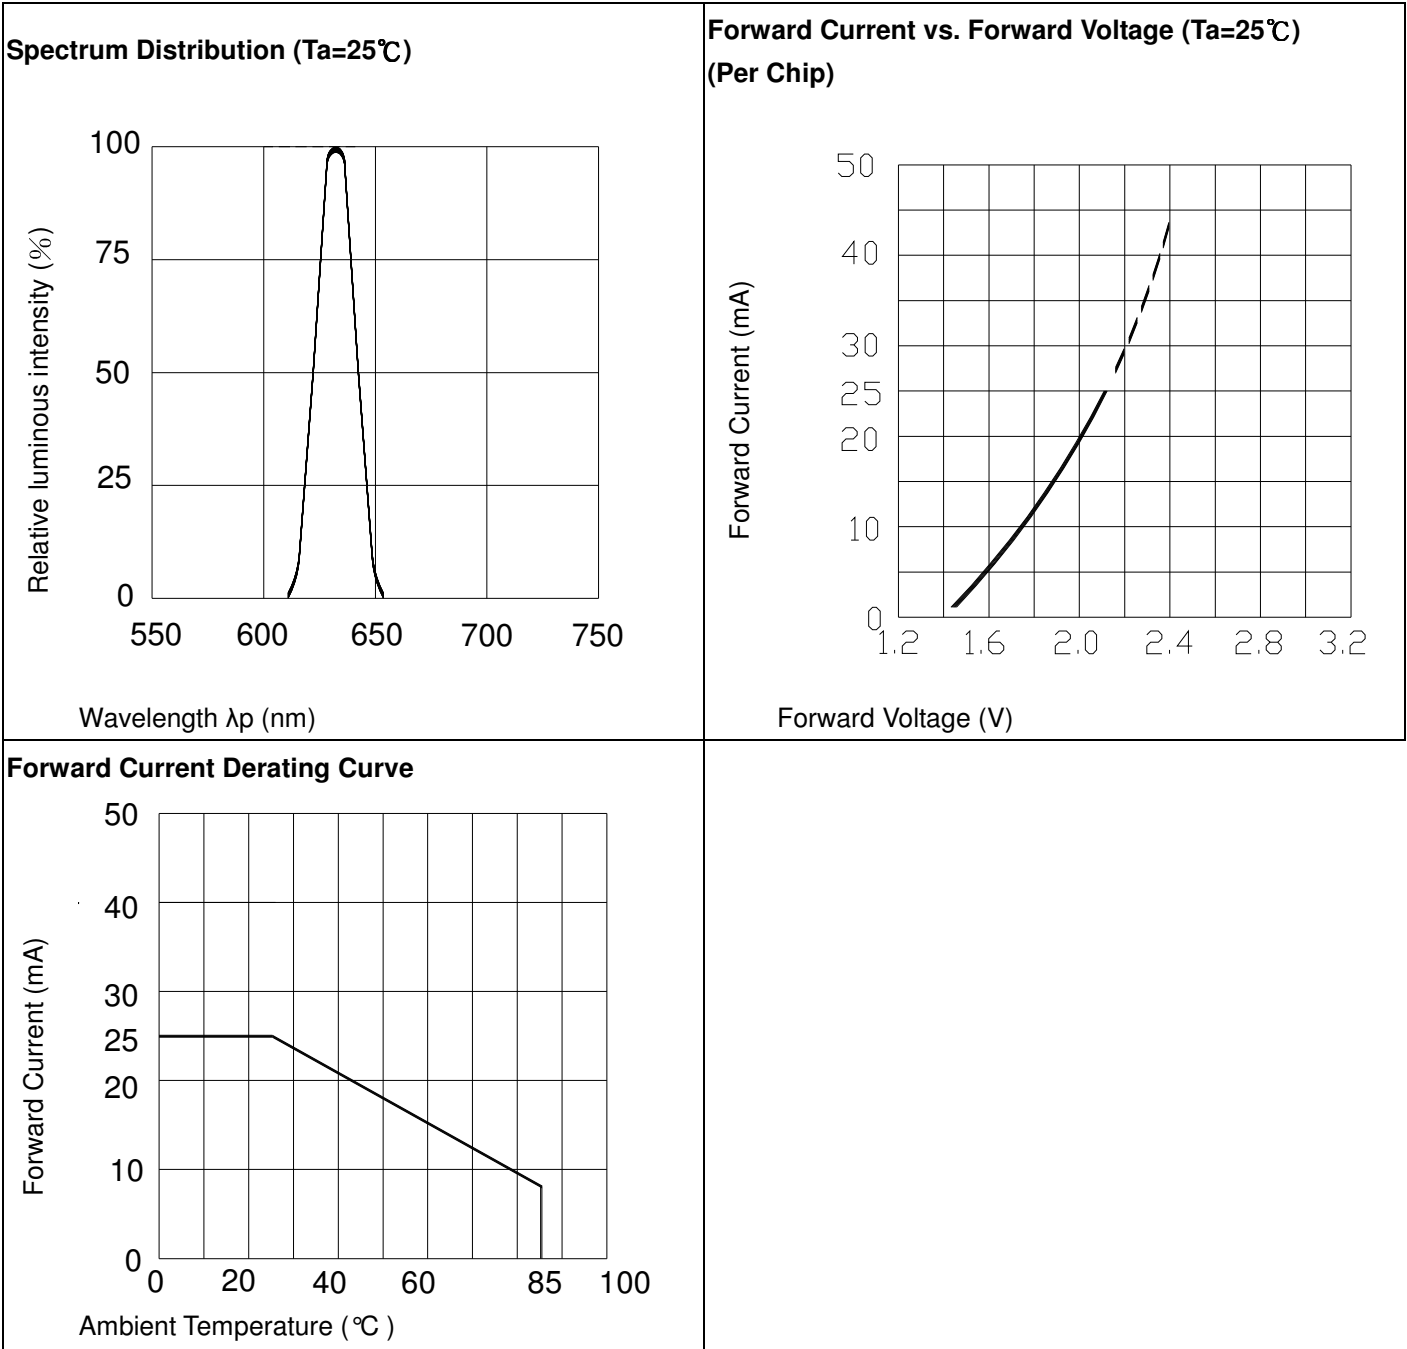 Spectrum Distribution (Ta=25℃)
100
75
50
25
0
550 600 650 700 750
Relative luminous intensity (%)
Wavelength λp (nm)
Forward Current vs. Forward Voltage (Ta=25℃)
(Per Chip)
50
40
30
25
20
10
0
1.2 1.6 2.0 2.4 2.8 3.2
Forward Current (mA)
Forward Voltage (V)
Forward Current Derating Curve
50
40
30
25
20
10
0
0 20 40 60 85 100
Forward Current (mA)
Ambient Temperature (℃ )